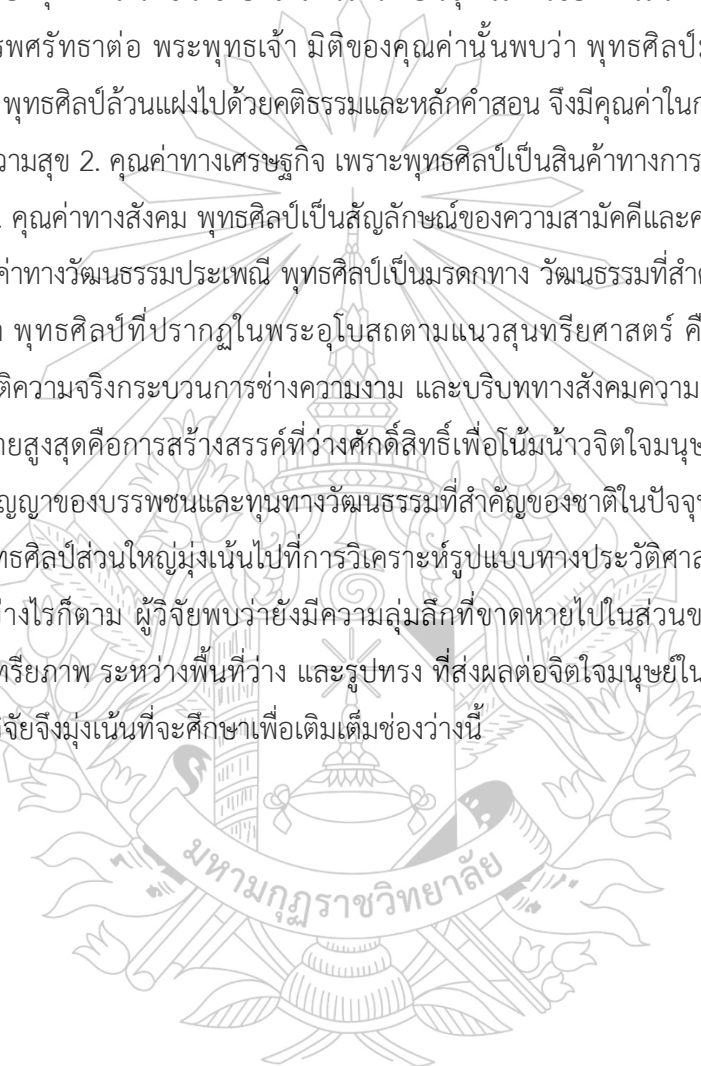 รพศรัทธาต่อ พระพุทธเจ้า มิติของคุณค่านั้นพบว่า พุทธศิลป์
พุทธศิลป์ล้วนแฝงไปด้วยคติธรรมและหลักคำสอน จึงมีคุณค่าใน
วามสุข 2. คุณค่าทางเศรษฐกิจ เพราะพุทธศิลป์เป็นสินค้าทางการ
. คุณค่าทางสังคม พุทธศิลป์เป็นสัญลักษณ์ของความสามัคคีและ
ค่าทางวัฒนธรรมประเพณี พุทธศิลป์เป็นมรดกทาง วัฒนธรรมที่สำ
พุทธศิลป์ที่ปรากฏในพระอุโบสถตามแนวสุนทรียศาสตร์ คื
ติความจริงกระบวนการช่างความงาม และบริบททางสังคมความ
ายสูงสุดคือการสร้างสรรค์ที่ว่างศักดิ์สิทธิ์เพื่อโน้มน้าวจิตใจมนุษ
ญญาของบรรพชนและทุนทางวัฒนธรรมที่สำคัญของชาติในปัจจุบ
ทธศิลป์ส่วนใหญ่มุ่งเน้นไปที่การวิเคราะห์รูปแบบทางประวัติศาส
ย่างไรก็ตาม ผู้วิจัยพบว่ายังมีความลุ่มลึกที่ขาดหายไปในส่วนข
ทรียภาพ ระหว่างพื้นที่ว่าง และรูปทรง ที่ส่งผลต่อจิตใจมนุษย์ใน
วิจัยจึงมุ่งเน้นที่จะศึกษาเพื่อเติมเต็มช่องว่างนี้
มหามกุฏราชวิทยาลัย